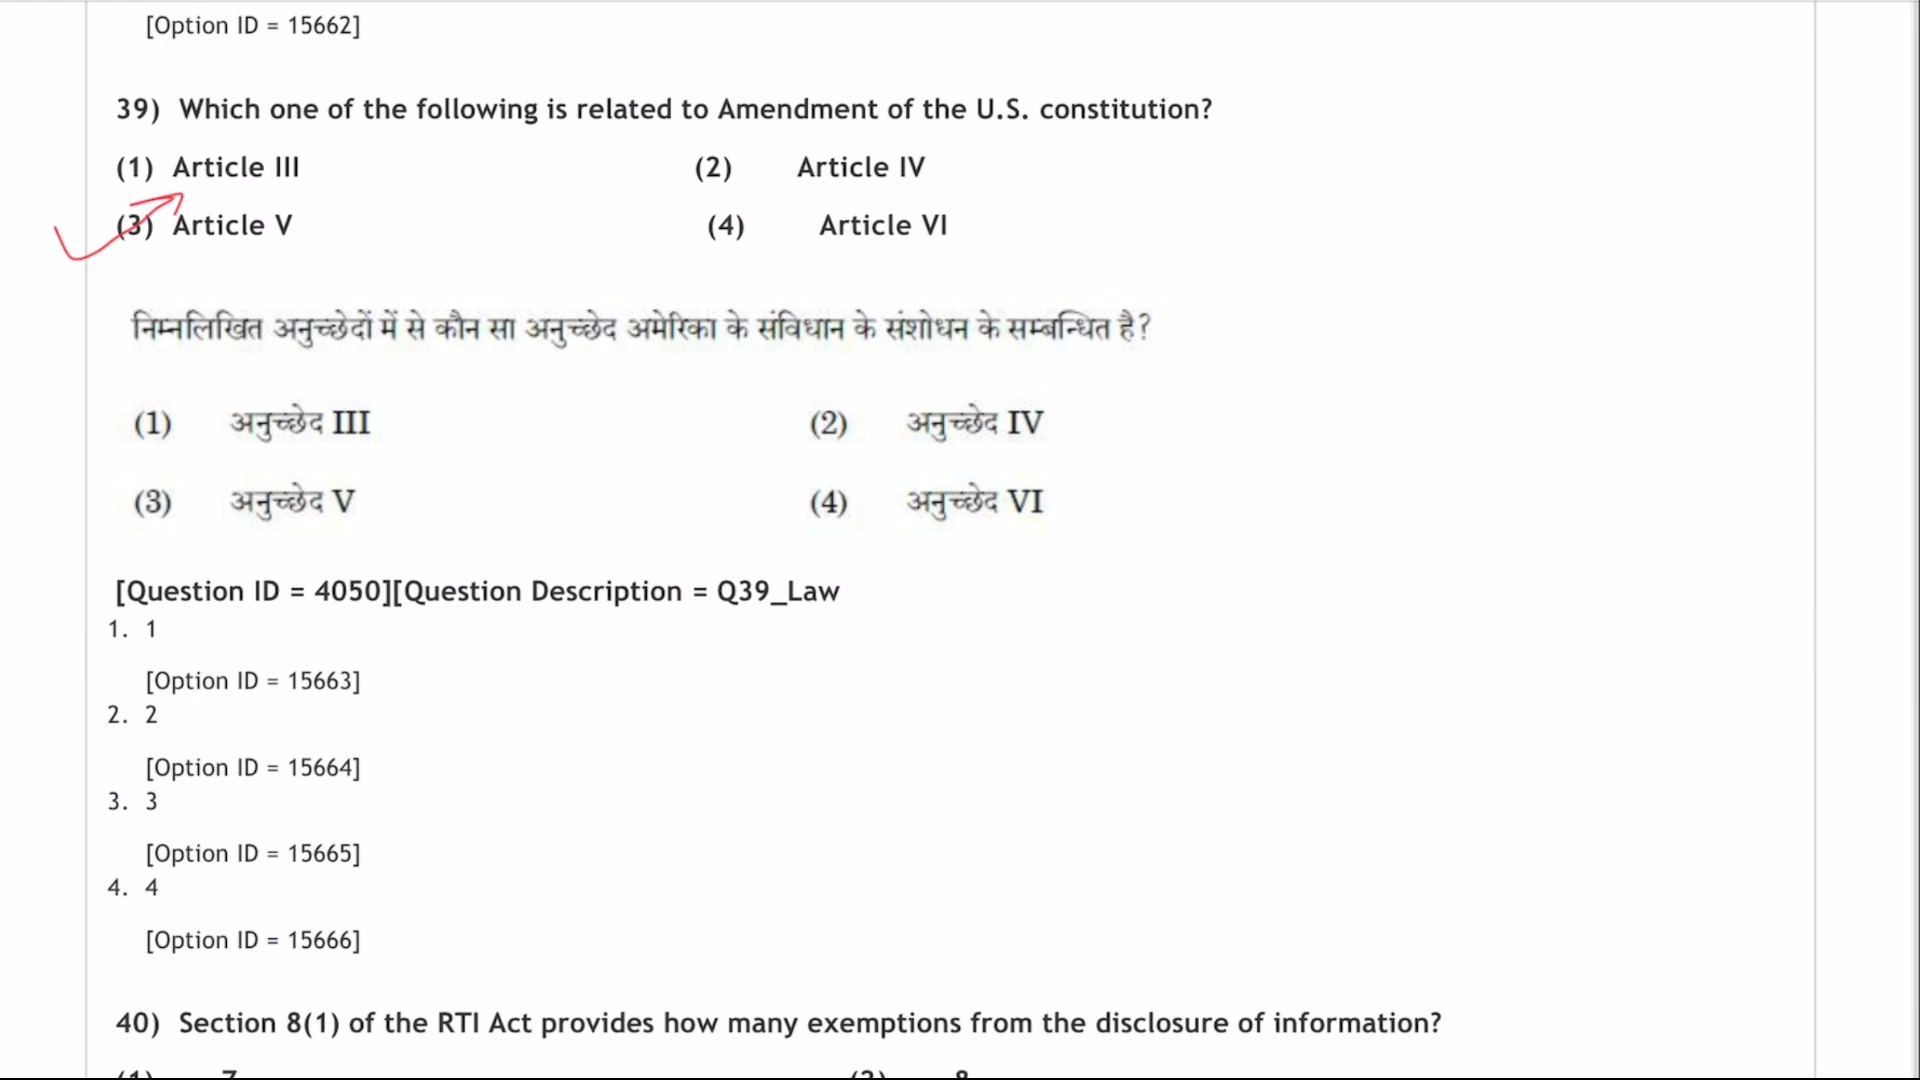 [Option ID = 15662]
39) Which one of the following is related to Amendment of the U.S. constitution?
(1) Article III (2) Article IV
(3) Article V (4) Article VI
निम्नलिखित अनुच्छेदों में से कौन सा अनुच्छेद अमेरिका के संविधान के संशोधन के सम्बन्धित है?
(1) अनुच्छेद III (2) अनुच्छेद IV
(3) अनुच्छेद V (4) अनुच्छेद VI
[Question ID = 4050][Question Description = Q39_Law
1. 1
[Option ID = 15663]
2. 2
[Option ID = 15664]
3. 3
[Option ID = 15665]
4. 4
[Option ID = 15666]
40) Section 8(1) of the RTI Act provides how many exemptions from the disclosure of information?